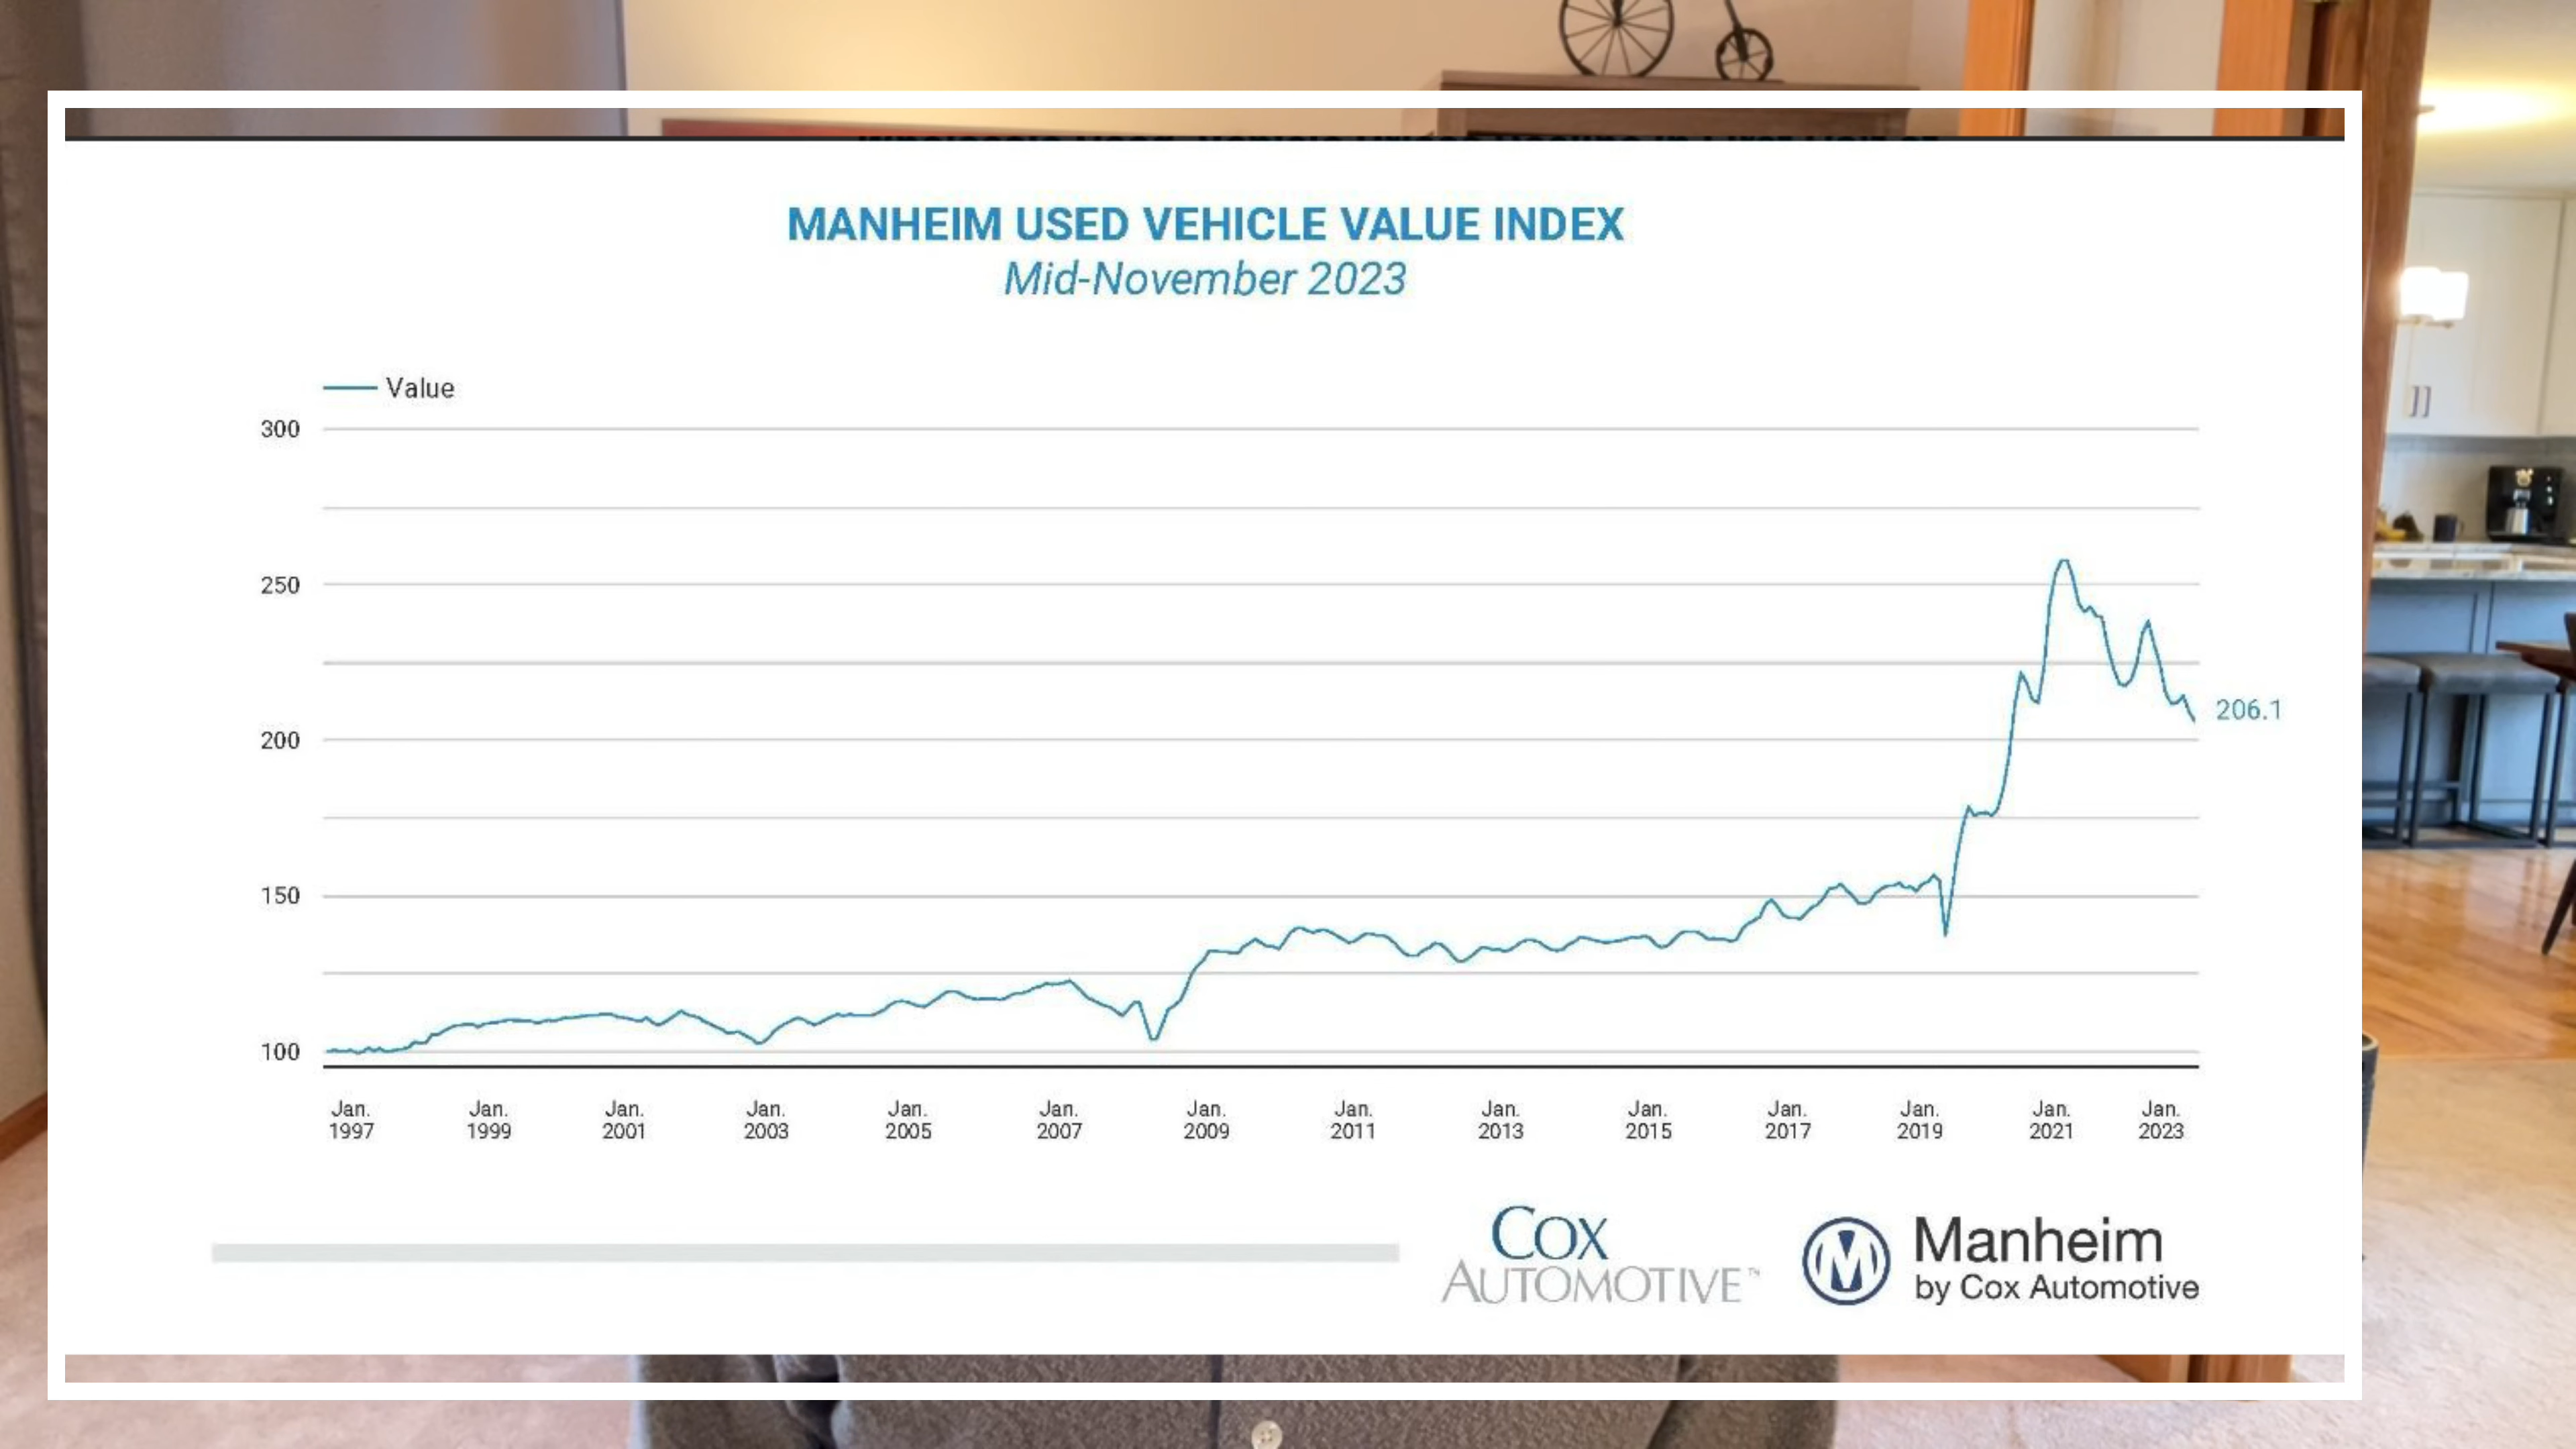 MANHEIM USED VEHICLE VALUE INDEX
Mid-November 2023
Value
300
250
200
150
100
206.1
Jan. 1997
Jan. 1999
Jan. 2001
Jan. 2003
Jan. 2005
Jan. 2007
Jan. 2009
Jan. 2011
Jan. 2013
Jan. 2015
Jan. 2017
Jan. 2019
Jan. 2021
Jan. 2023
COX
AUTOMOTIVE™
Manheim
by Cox Automotive